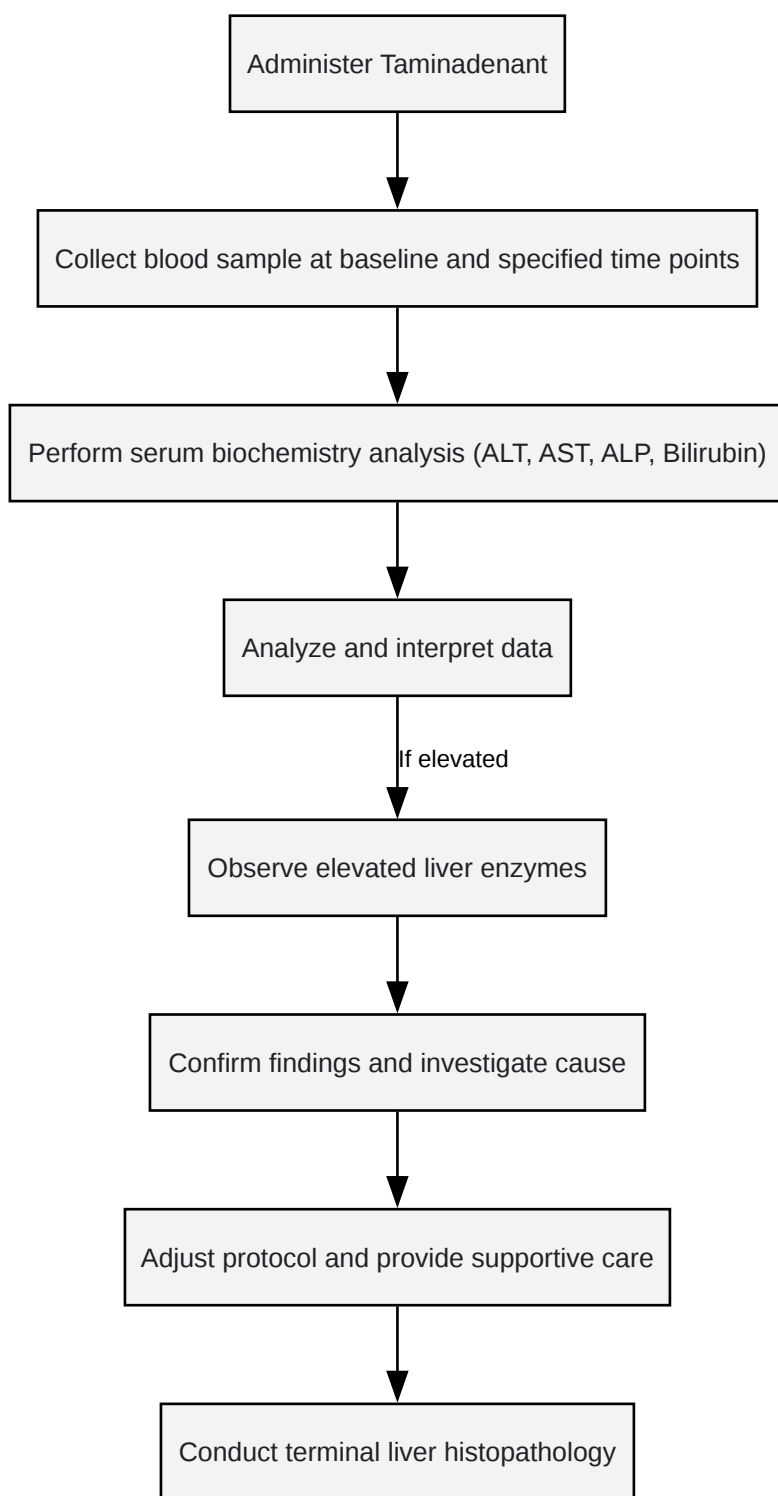 Administer Taminadenant
Collect blood sample at baseline and specified time points
Perform serum biochemistry analysis (ALT, AST, ALP, Bilirubin)
Analyze and interpret data
If elevated
Observe elevated liver enzymes
Confirm findings and investigate cause
Adjust protocol and provide supportive care
Conduct terminal liver histopathology